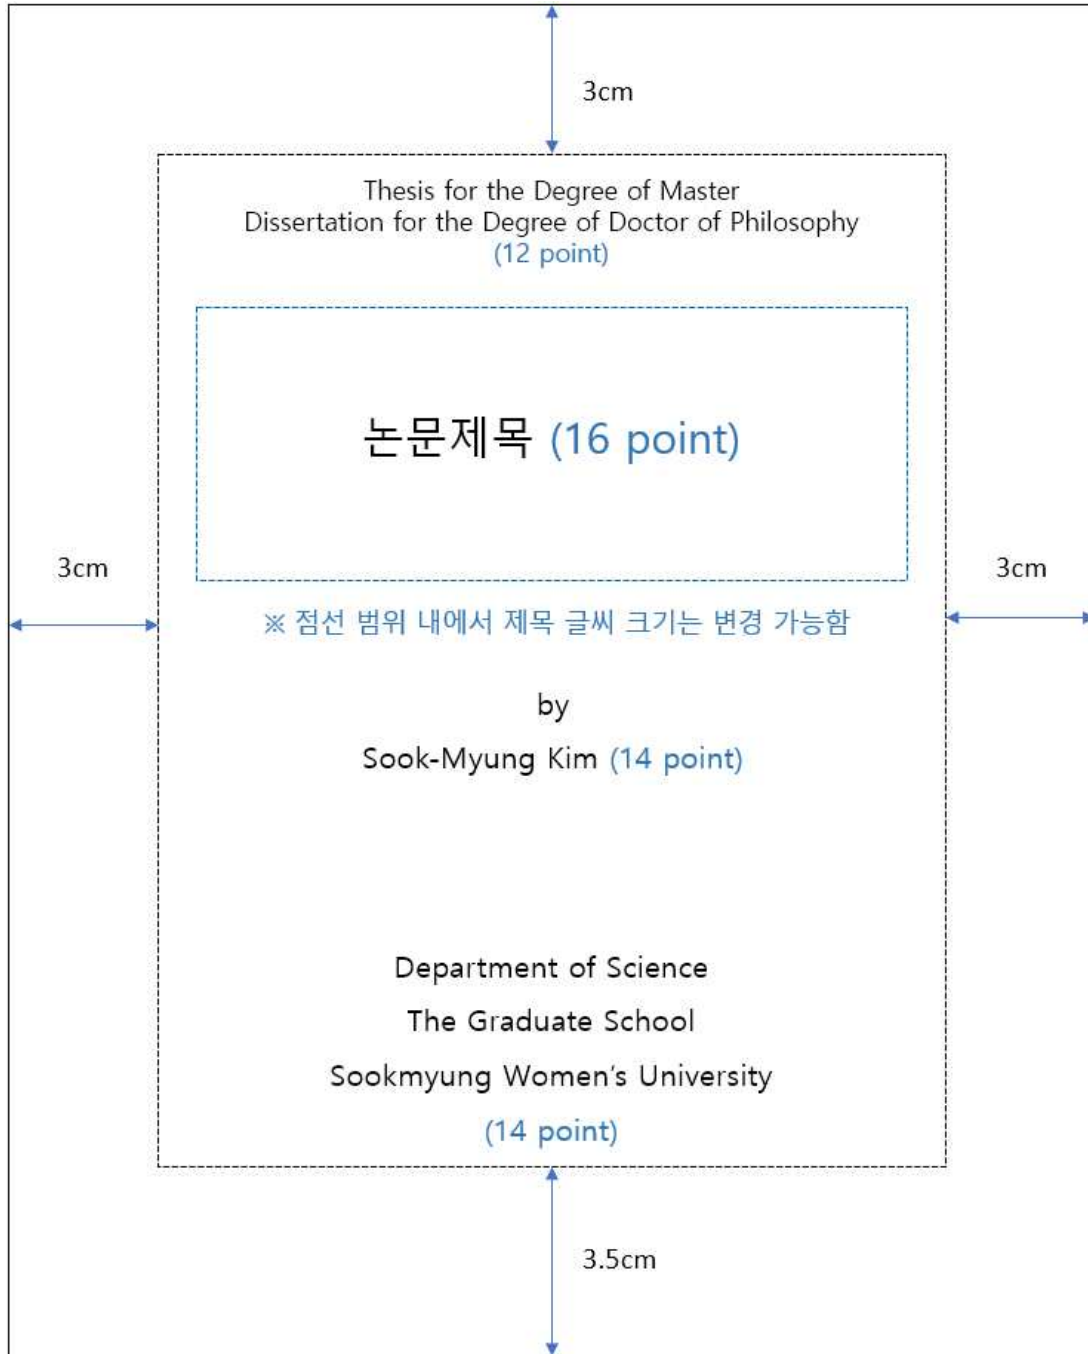 3cm
Thesis for the Degree of Master
Dissertation for the Degree of Doctor of Philosophy
(12 point)
논문제목 (16 point)
3cm
3cm
※ 점선 범위 내에서 제목 글씨 크기는 변경 가능함
by
Sook-Myung Kim (14 point)
Department of Science
The Graduate School
Sookmyung Women's University
(14 point)
3.5cm